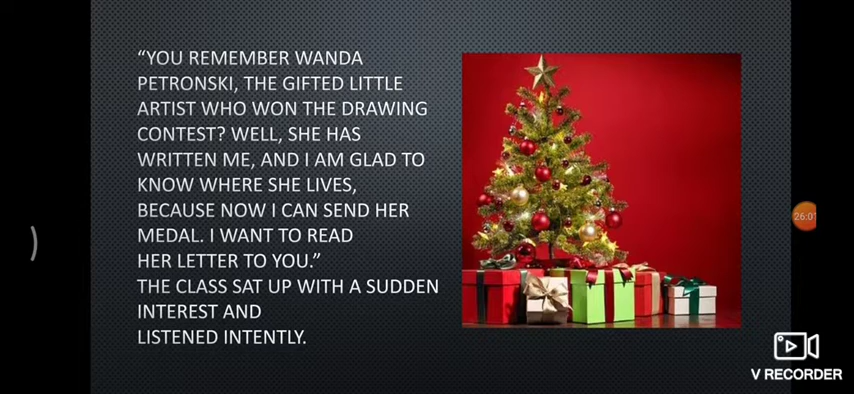 “YOU REMEMBER WANDA
PETRONSKI, THE GIFTED LITTLE
ARTIST WHO WON THE DRAWING
CONTEST? WELL, SHE HAS
WRITTEN ME, AND I AM GLAD TO
KNOW WHERE SHE LIVES,
BECAUSE NOW I CAN SEND HER
MEDAL. I WANT TO READ
HER LETTER TO YOU.”
THE CLASS SAT UP WITH A SUDDEN
INTEREST AND
LISTENED INTENTLY.
26:01
V RECORDER